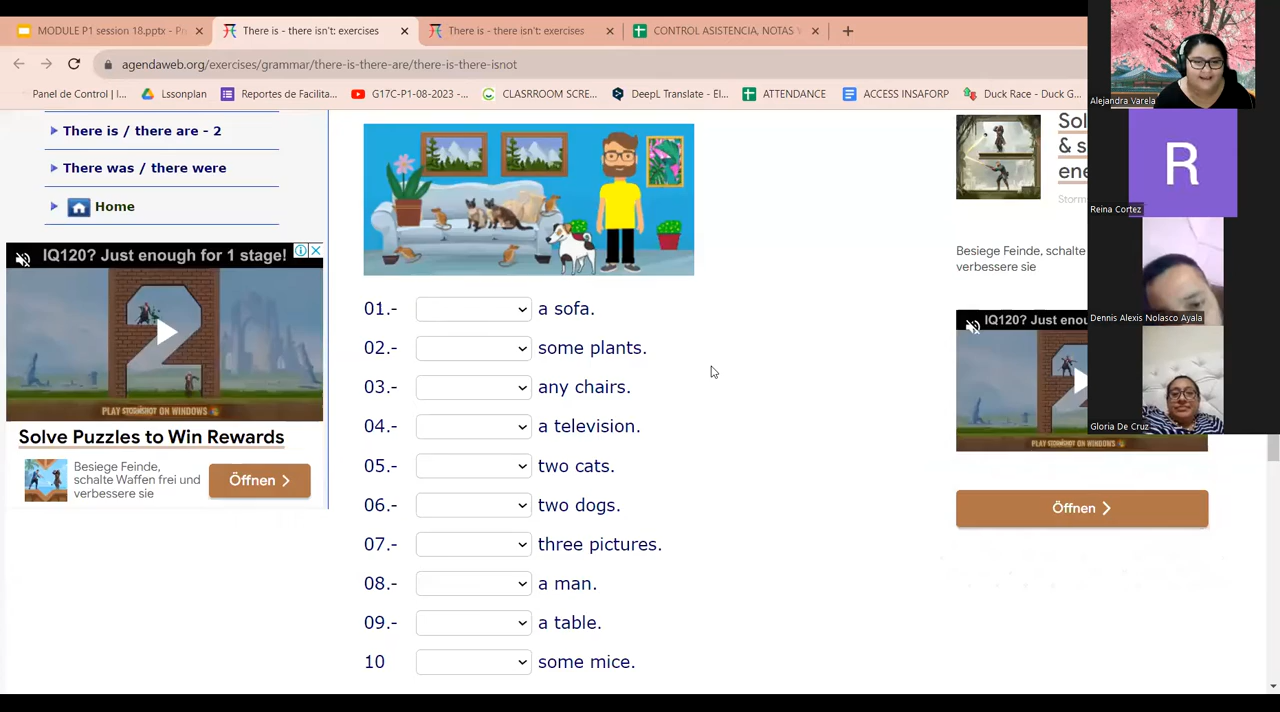 MODULE P1 session 18.pptx - Pr
There is - there isn't: exercises
There is - there isn't: exercises
CONTROL ASISTENCIA, NOTAS Y
agendaweb.org/exercises/grammar/there-is-there-are/there-is-there-isnot
Panel de Control | I...
Lssonplan
Reportes de Facilita...
G17C-P1-08-2023 -...
CLASSROOM SCRE...
DeepL Translate - El...
ATTENDANCE
ACCESS INSAFORP
Duck Race - Duck G...
Alejandra Varela
R
Reina Cortez
Dennis Alexis Nolasco Ayala
Gloria De Cruz
There is / there are - 2
There was / there were
Home
IQ120? Just enough for 1 stage!
2
PLAY STORMSHOT ON WINDOWS
Solve Puzzles to Win Rewards
Besiege Feinde,
schalte Waffen frei und
verbessere sie
Öffnen
01.- a sofa.
02.- some plants.
03.- any chairs.
04.- a television.
05.- two cats.
06.- two dogs.
07.- three pictures.
08.- a man.
09.- a table.
10 some mice.
Sol
& s
ene
Storms
Besiege Feinde, schalte
verbessere sie
IQ120? Just enou
PLAY STORMSHOT ON WINDOWS
Öffnen